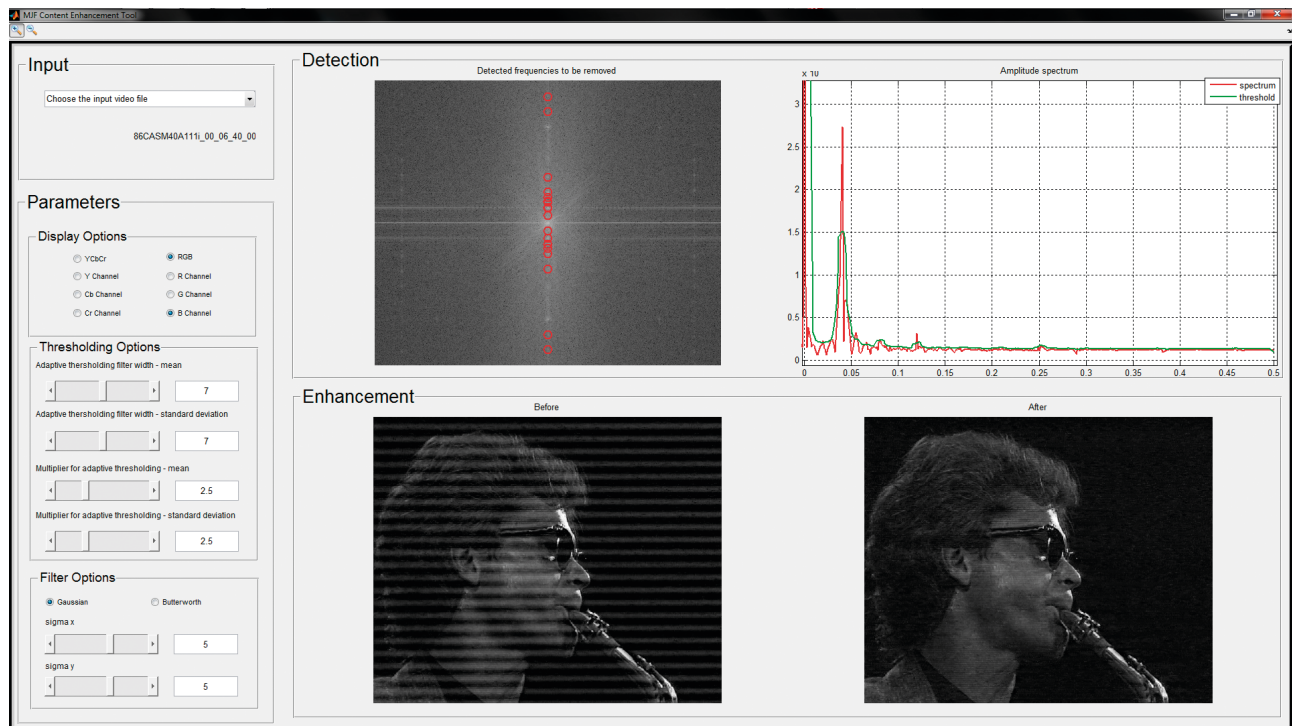 MJF Content Enhancement Tool
Input
Choose the input video file
86CASM40A111i_00_06_40_00
Parameters
Display Options
YCbCr
RGB
Y Channel
R Channel
Cb Channel
G Channel
Cr Channel
B Channel
Thresholding Options
Adaptive thersholding filter width - mean
7
Adaptive thersholding filter width - standard deviation
7
Multiplier for adaptive thresholding - mean
2.5
Multiplier for adaptive thresholding - standard deviation
2.5
Filter Options
Gaussian
Butterworth
sigma x
5
sigma y
5
Detection
Detected frequencies to be removed
Amplitude spectrum
x 10
spectrum
threshold
3
2.5
2
1.5
1
0.5
0
0 0.05 0.1 0.15 0.2 0.25 0.3 0.35 0.4 0.45 0.5
Enhancement
Before
After